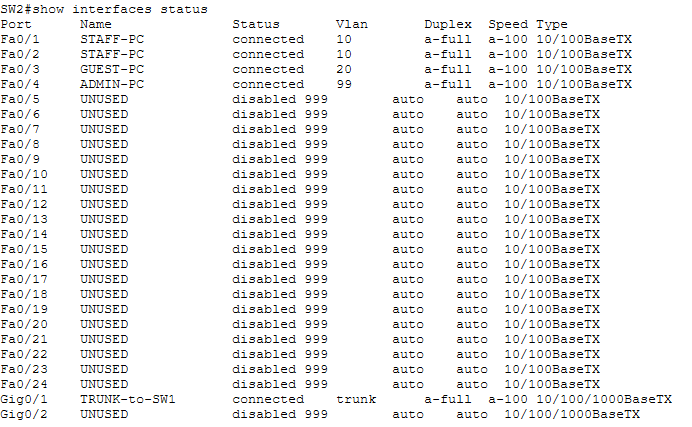 SW2#show interfaces status
Port Name Status Vlan Duplex Speed Type
Fa0/1 STAFF-PC connected 10 a-full a-100 10/100BaseTX
Fa0/2 STAFF-PC connected 10 a-full a-100 10/100BaseTX
Fa0/3 GUEST-PC connected 20 a-full a-100 10/100BaseTX
Fa0/4 ADMIN-PC connected 99 a-full a-100 10/100BaseTX
Fa0/5 UNUSED disabled 999 auto auto 10/100BaseTX
Fa0/6 UNUSED disabled 999 auto auto 10/100BaseTX
Fa0/7 UNUSED disabled 999 auto auto 10/100BaseTX
Fa0/8 UNUSED disabled 999 auto auto 10/100BaseTX
Fa0/9 UNUSED disabled 999 auto auto 10/100BaseTX
Fa0/10 UNUSED disabled 999 auto auto 10/100BaseTX
Fa0/11 UNUSED disabled 999 auto auto 10/100BaseTX
Fa0/12 UNUSED disabled 999 auto auto 10/100BaseTX
Fa0/13 UNUSED disabled 999 auto auto 10/100BaseTX
Fa0/14 UNUSED disabled 999 auto auto 10/100BaseTX
Fa0/15 UNUSED disabled 999 auto auto 10/100BaseTX
Fa0/16 UNUSED disabled 999 auto auto 10/100BaseTX
Fa0/17 UNUSED disabled 999 auto auto 10/100BaseTX
Fa0/18 UNUSED disabled 999 auto auto 10/100BaseTX
Fa0/19 UNUSED disabled 999 auto auto 10/100BaseTX
Fa0/20 UNUSED disabled 999 auto auto 10/100BaseTX
Fa0/21 UNUSED disabled 999 auto auto 10/100BaseTX
Fa0/22 UNUSED disabled 999 auto auto 10/100BaseTX
Fa0/23 UNUSED disabled 999 auto auto 10/100BaseTX
Fa0/24 UNUSED disabled 999 auto auto 10/100BaseTX
Gig0/1 TRUNK-to-SW1 connected trunk a-full a-100 10/100/1000BaseTX
Gig0/2 UNUSED disabled 999 auto auto 10/100/1000BaseTX